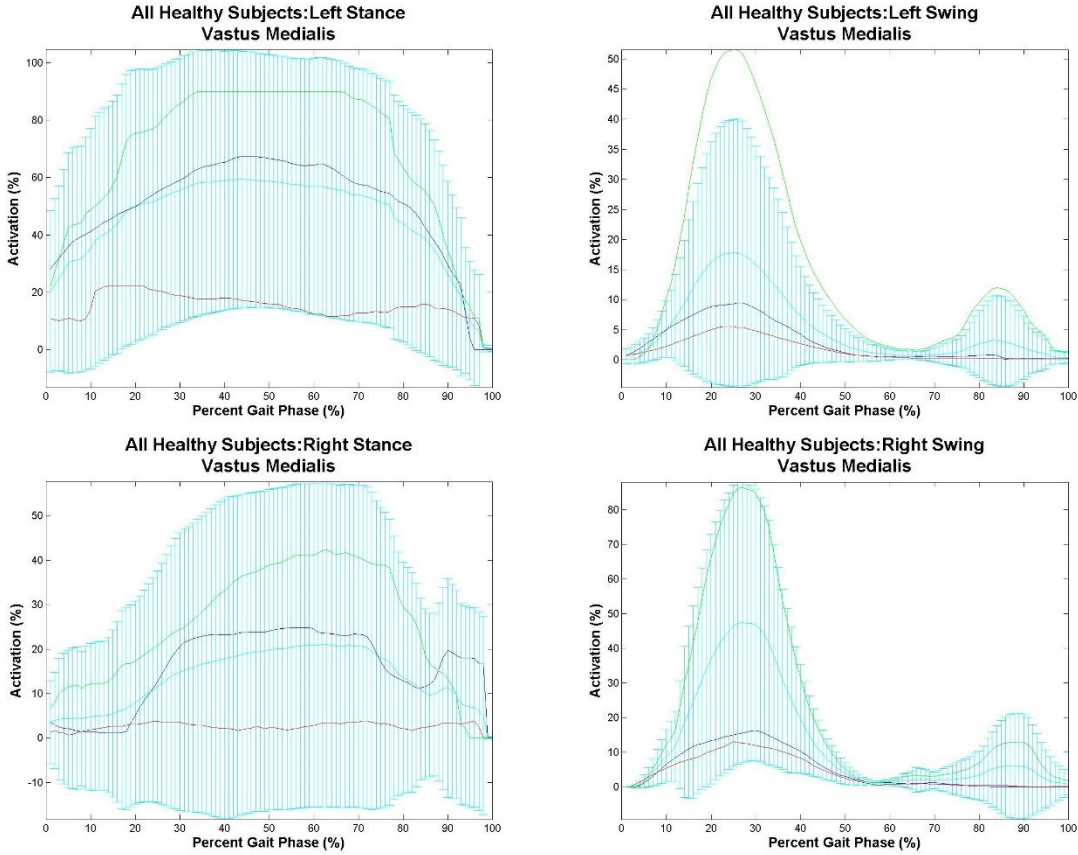 All Healthy Subjects:Left Stance
Vastus Medialis
100
80
60
40
20
0
Activation (%)
0 10 20 30 40 50 60 70 80 90 100
Percent Gait Phase (%)
All Healthy Subjects:Left Swing
Vastus Medialis
50
45
40
35
30
25
20
15
10
5
0
Activation (%)
0 10 20 30 40 50 60 70 80 90 100
Percent Gait Phase (%)
All Healthy Subjects:Right Stance
Vastus Medialis
50
40
30
20
10
0
-10
Activation (%)
0 10 20 30 40 50 60 70 80 90 100
Percent Gait Phase (%)
All Healthy Subjects:Right Swing
Vastus Medialis
80
70
60
50
40
30
20
10
0
Activation (%)
0 10 20 30 40 50 60 70 80 90 100
Percent Gait Phase (%)